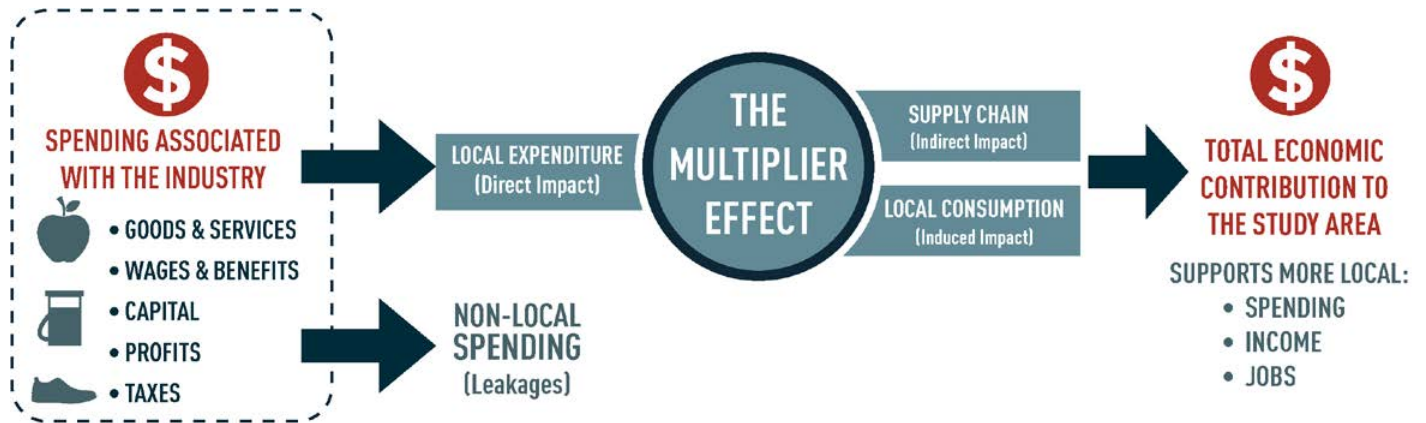 $
SPENDING ASSOCIATED
WITH THE INDUSTRY
• GOODS & SERVICES
• WAGES & BENEFITS
• CAPITAL
• PROFITS
• TAXES
LOCAL EXPENDITURE
(Direct Impact)
NON-LOCAL
SPENDING
(Leakages)
THE
MULTIPLIER
EFFECT
SUPPLY CHAIN
(Indirect Impact)
LOCAL CONSUMPTION
(Induced Impact)
$
TOTAL ECONOMIC
CONTRIBUTION TO
THE STUDY AREA
SUPPORTS MORE LOCAL:
• SPENDING
• INCOME
• JOBS